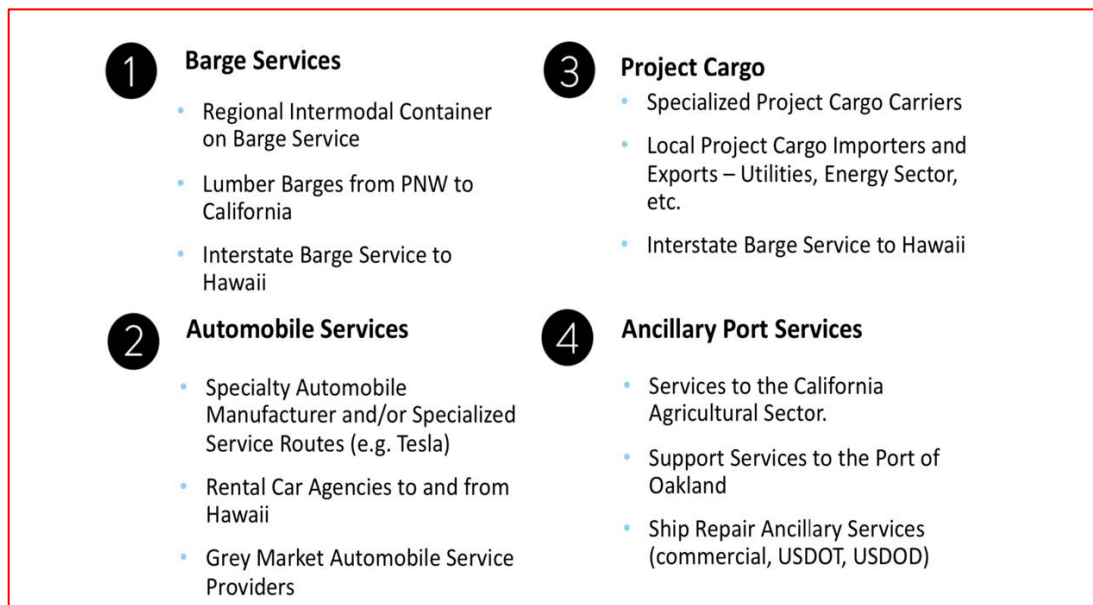 1
Barge Services
• Regional Intermodal Container
on Barge Service
• Lumber Barges from PNW to
California
• Interstate Barge Service to
Hawaii
2
Automobile Services
• Specialty Automobile
Manufacturer and/or Specialized
Service Routes (e.g. Tesla)
• Rental Car Agencies to and from
Hawaii
• Grey Market Automobile Service
Providers
3
Project Cargo
• Specialized Project Cargo Carriers
• Local Project Cargo Importers and
Exports – Utilities, Energy Sector,
etc.
• Interstate Barge Service to Hawaii
4
Ancillary Port Services
• Services to the California
Agricultural Sector.
• Support Services to the Port of
Oakland
• Ship Repair Ancillary Services
(commercial, USDOT, USDOD)